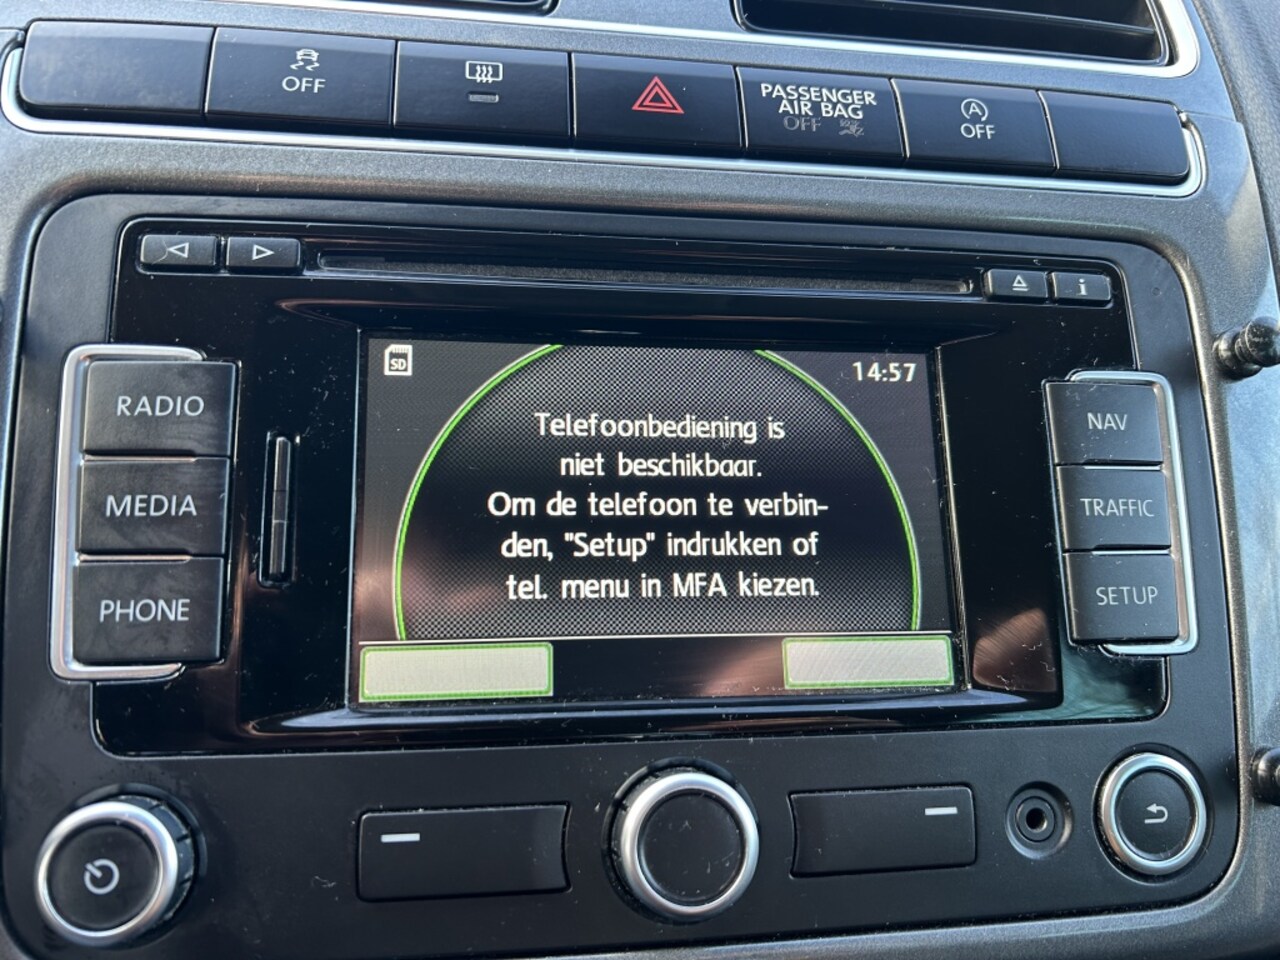 OFF
PASSENGER
AIR BAG
OFF
A
OFF
i
SD
14:57
RADIO
MEDIA
PHONE
Telefoonbediening is
niet beschikbaar.
Om de telefoon te verbin-
den, "Setup" indrukken of
tel. menu in MFA kiezen.
NAV
TRAFFIC
SETUP